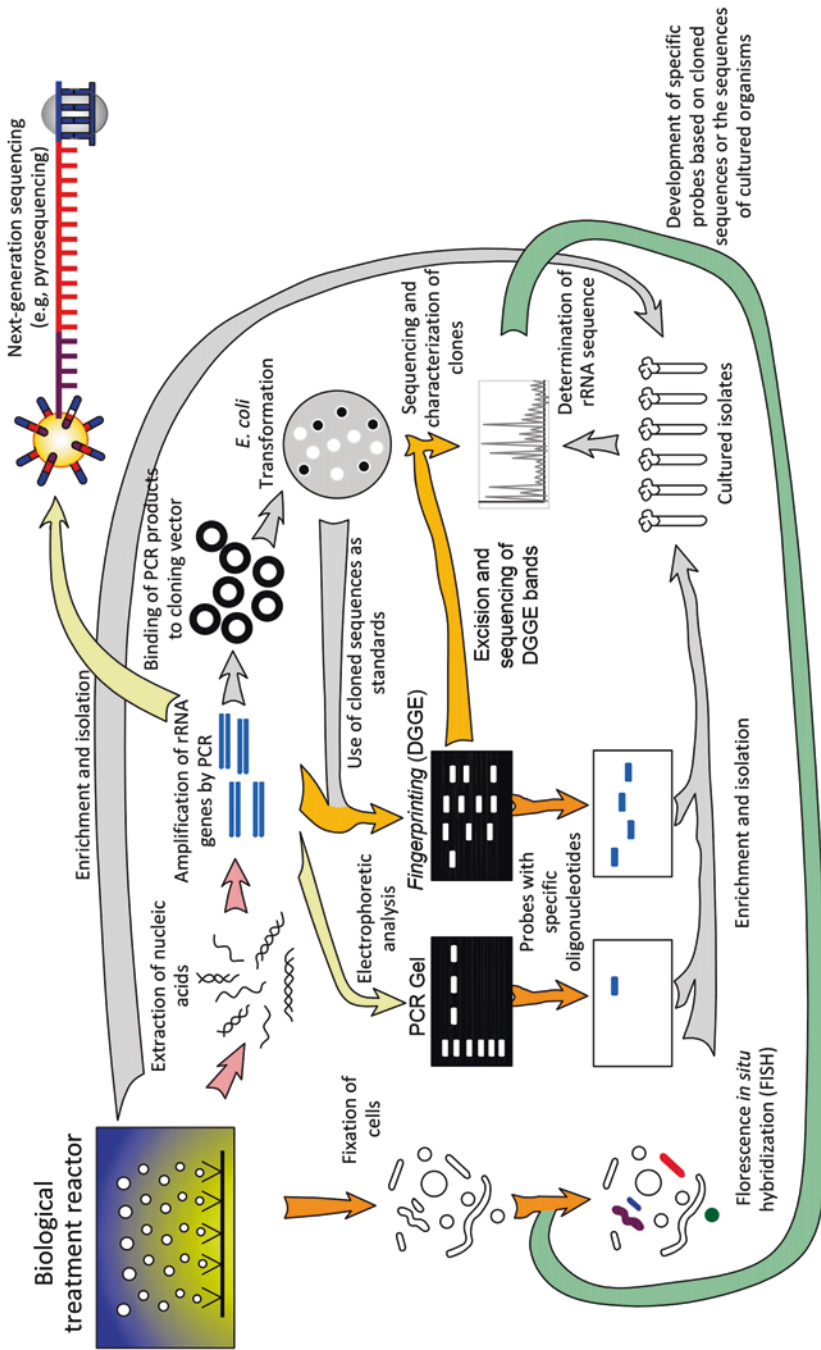 Biological
treatment reactor
Enrichment and isolation
Next-generation sequencing
(e.g, pyrosequencing)
Extraction of nucleic
acids
Amplification of rRNA
genes by PCR
Binding of PCR products
to cloning vector
E. coli
Transformation
Fixation of
cells
Electrophoretic
analysis
Use of cloned sequences as
standards
Sequencing and
characterization of
clones
PCR Gel
Fingerprinting (DGGE)
Excision and
sequencing of
DGGE bands
Determination of
rRNA sequence
Probes with
specific
oligonucleotides
Development of specific
probes based on cloned
sequences or the sequences
of cultured organisms
Cultured isolates
Florescence in situ
hybridization (FISH)
Enrichment and isolation